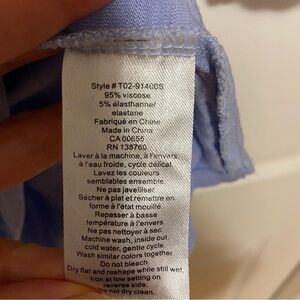 Style # T02-91400S
95% viscose
5% élasthanne/
elastane
Fabriqué en Chine
Made in China
CA 00655
RN 138760
Laver à la machine, à l'envers
à l'eau froide, cycle délicat.
Lavez les couleurs
semblables ensemble.
Ne pas javelliser
Sécher à plat et remettre en
forme à l'état mouillé.
Repasser à basse
température à l'envers.
Ne pas nettoyer à sec.
Machine wash, inside out,
cold water, gentle cycle.
Wash similar colors together
Do not bleach.
Dry flat and reshape while still wet
Iron at low setting on
reverse side.
Do not dry clean.